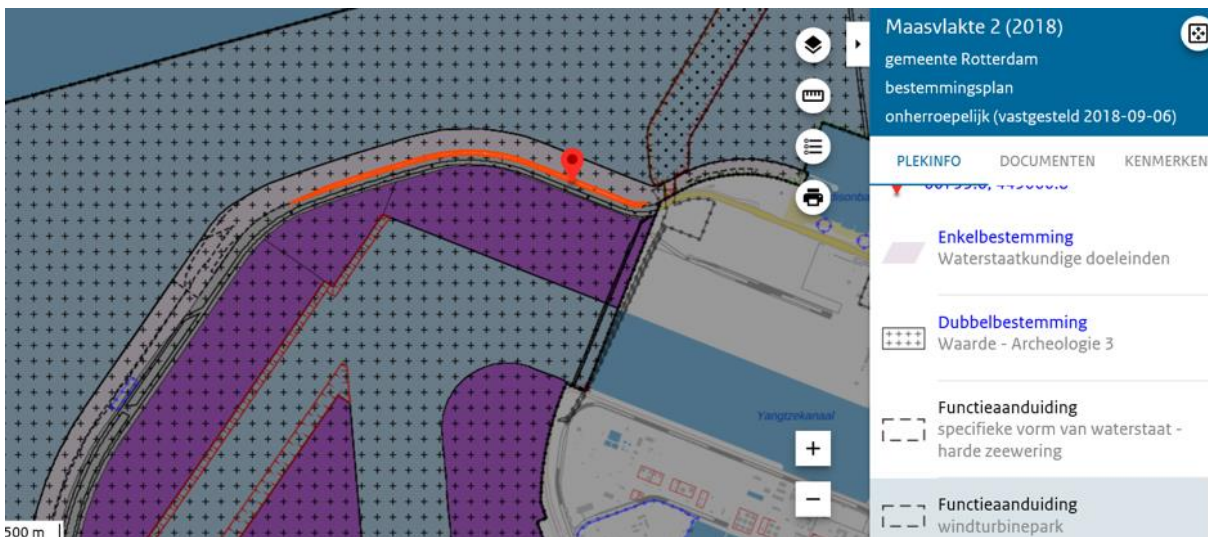 Maasvlakte 2 (2018)
gemeente Rotterdam
bestemmingsplan
onherroepelijk (vastgesteld 2018-09-06)
PLEKINFO DOCUMENTEN KENMERKEN
Enkelbestemming
Waterstaatkundige doeleinden
Dubbelbestemming
Waarde - Archeologie 3
Functieaanduiding
specifieke vorm van waterstaat -
harde zeewering
Functieaanduiding
windturbinepark
Yangtzekanaal
+
−
500 m